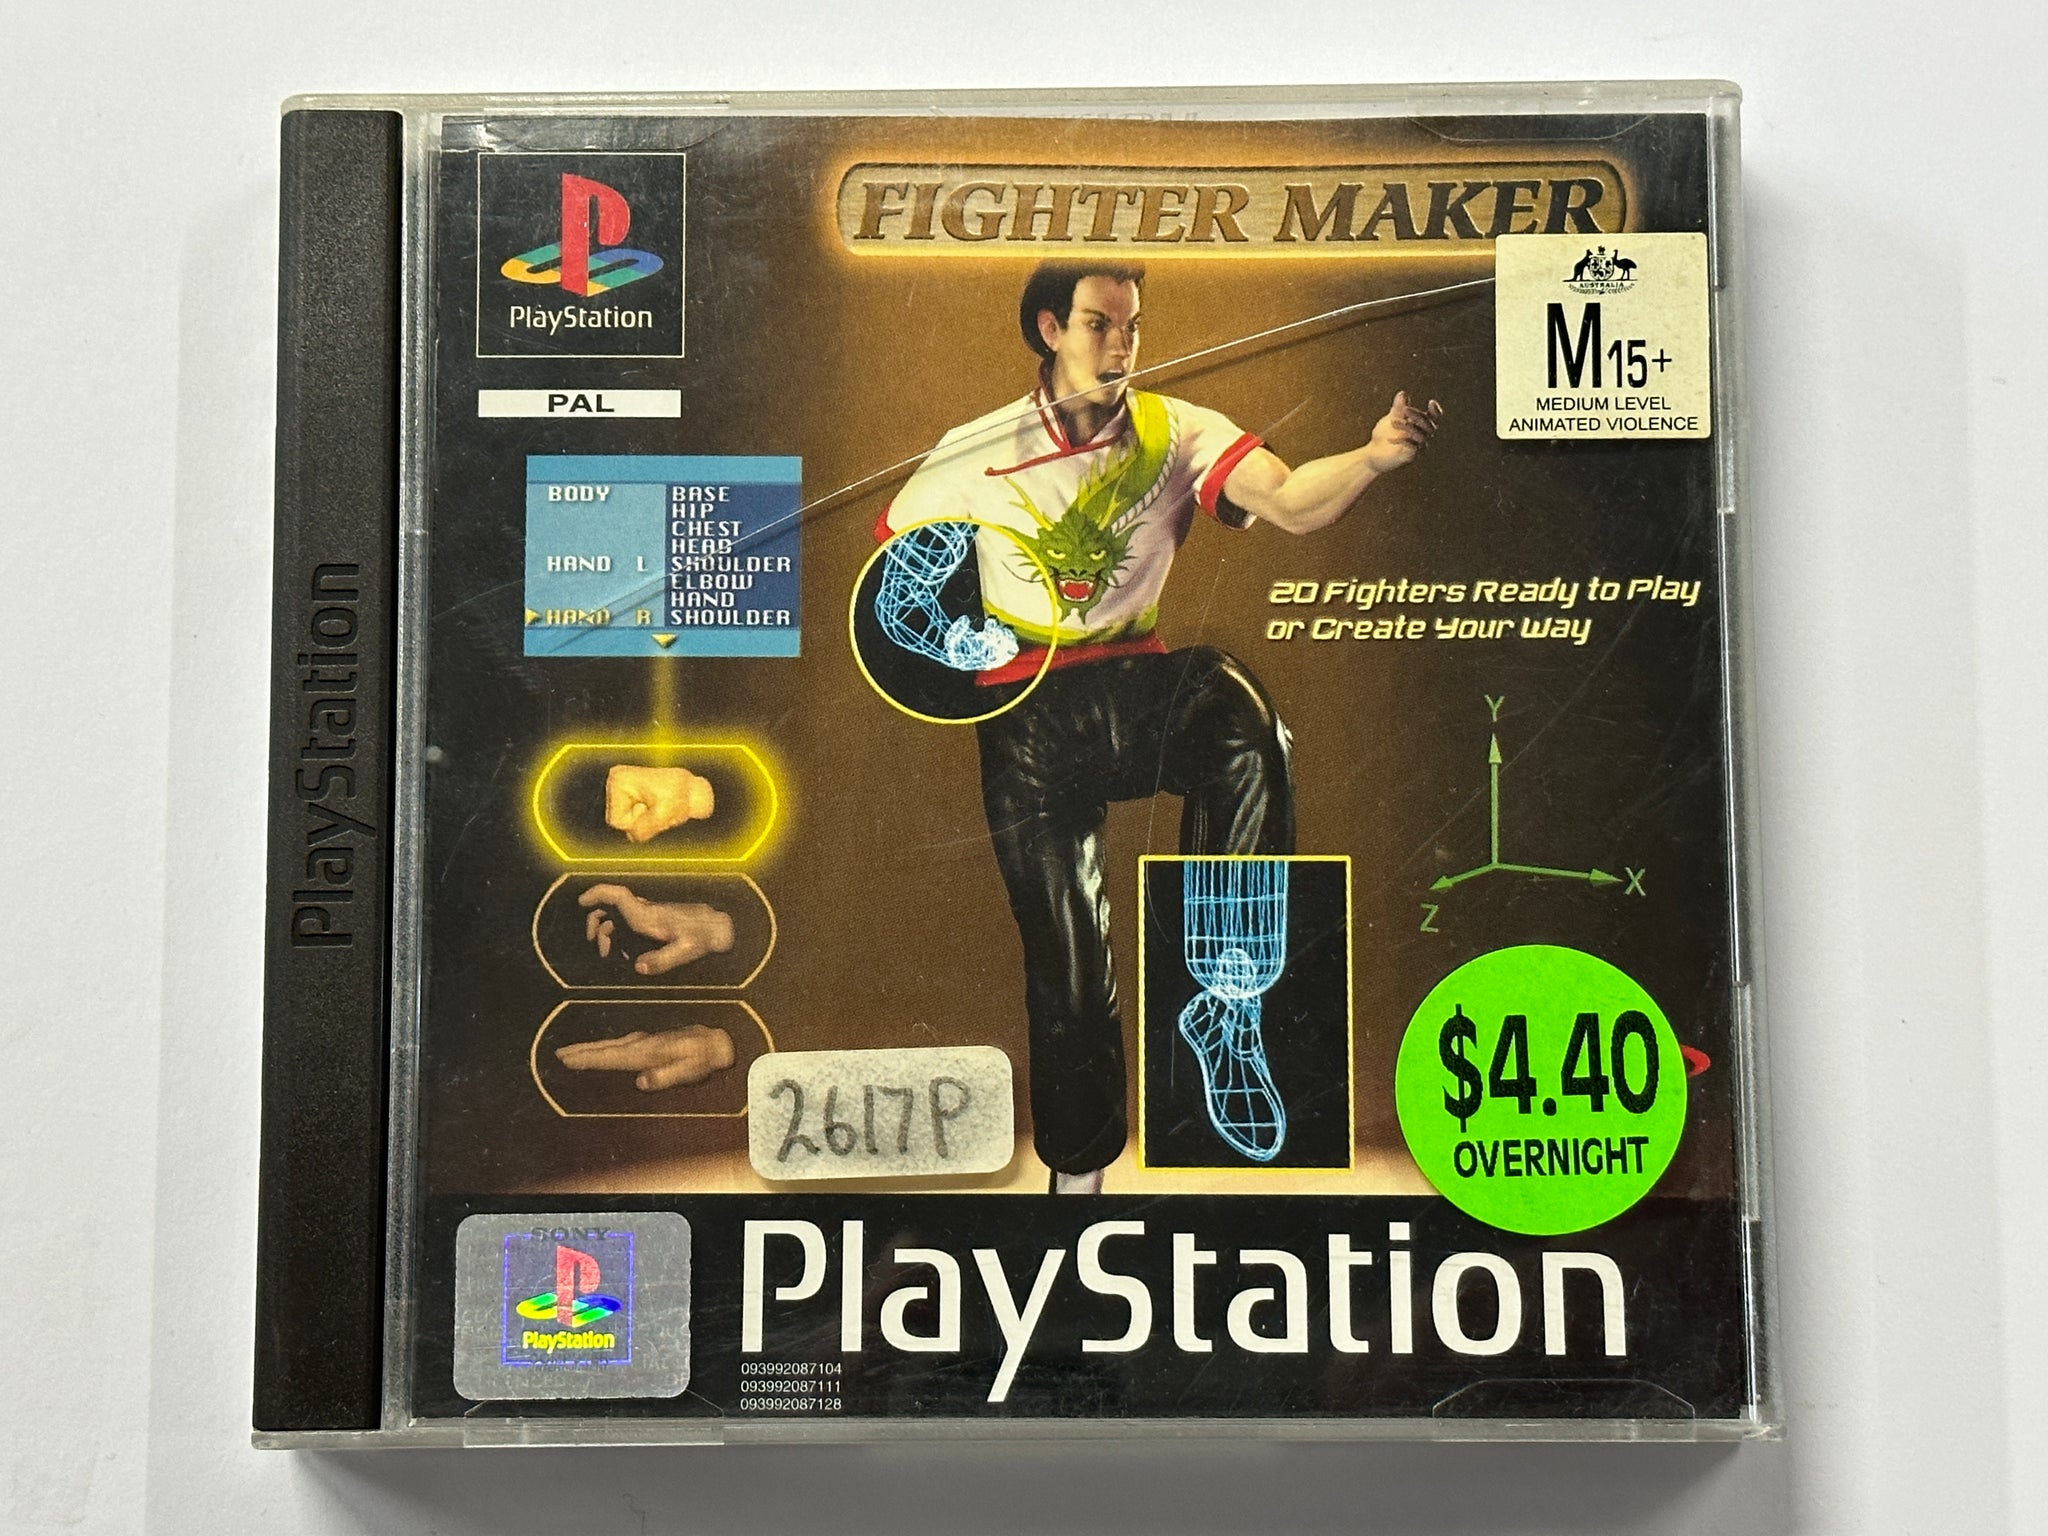 PlayStation
PlayStation
PAL
FIGHTER MAKER
AUSTRALIA
M15+
MEDIUM LEVEL
ANIMATED VIOLENCE
BODY BASE
HIP
CHEST
HEAD
HAND L SHOULDER
ELBOW
HAND
HAND R SHOULDER
20 Fighters Ready to Play
or Create Your Way
Y
X
Z
$4.40
OVERNIGHT
2617P
SONY
PlayStation
PlayStation
093992087104
093992087111
093992087128